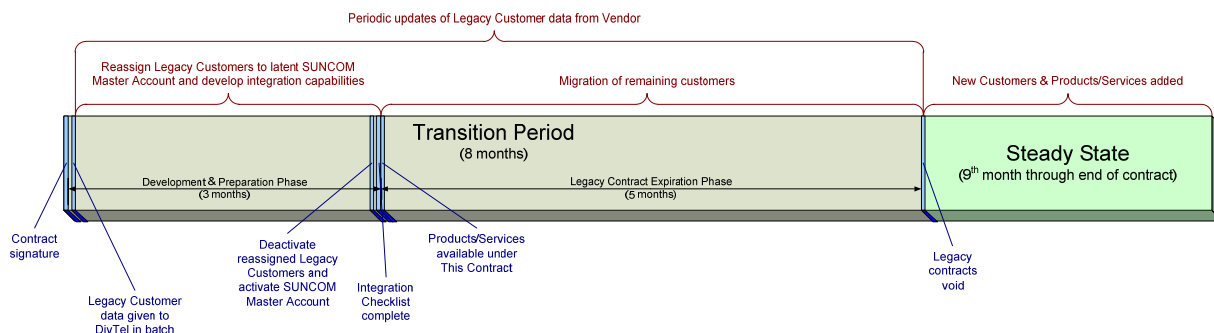 Periodic updates of Legacy Customer data from Vendor
Reassign Legacy Customers to latent SUNCOM
Master Account and develop integration capabilities
Migration of remaining customers
New Customers & Products/Services added
Transition Period
(8 months)
Steady State
(9th month through end of contract)
Development & Preparation Phase
(3 months)
Legacy Contract Expiration Phase
(5 months)
Contract
signature
Legacy Customer
data given to
DivTel in batch
Deactivate
reassigned Legacy
Customers and
activate SUNCOM
Master Account
Integration
Checklist
complete
Products/Services
available under
This Contract
Legacy
contracts
void